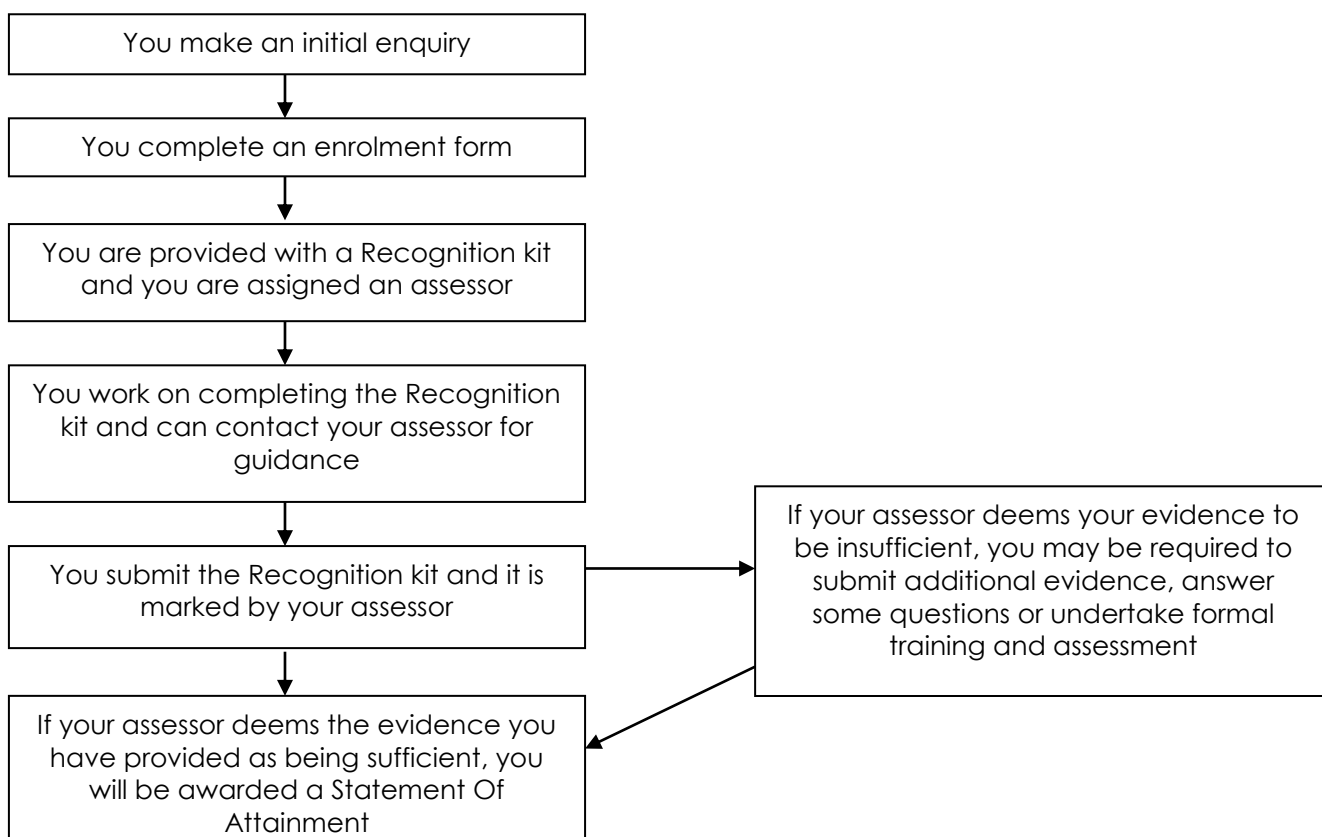 You make an initial enquiry
You complete an enrolment form
You are provided with a Recognition kit
and you are assigned an assessor
You work on completing the Recognition
kit and can contact your assessor for
guidance
You submit the Recognition kit and it is
marked by your assessor
If your assessor deems your evidence to
be insufficient, you may be required to
submit additional evidence, answer
some questions or undertake formal
training and assessment
If your assessor deems the evidence you
have provided as being sufficient, you
will be awarded a Statement Of
Attainment